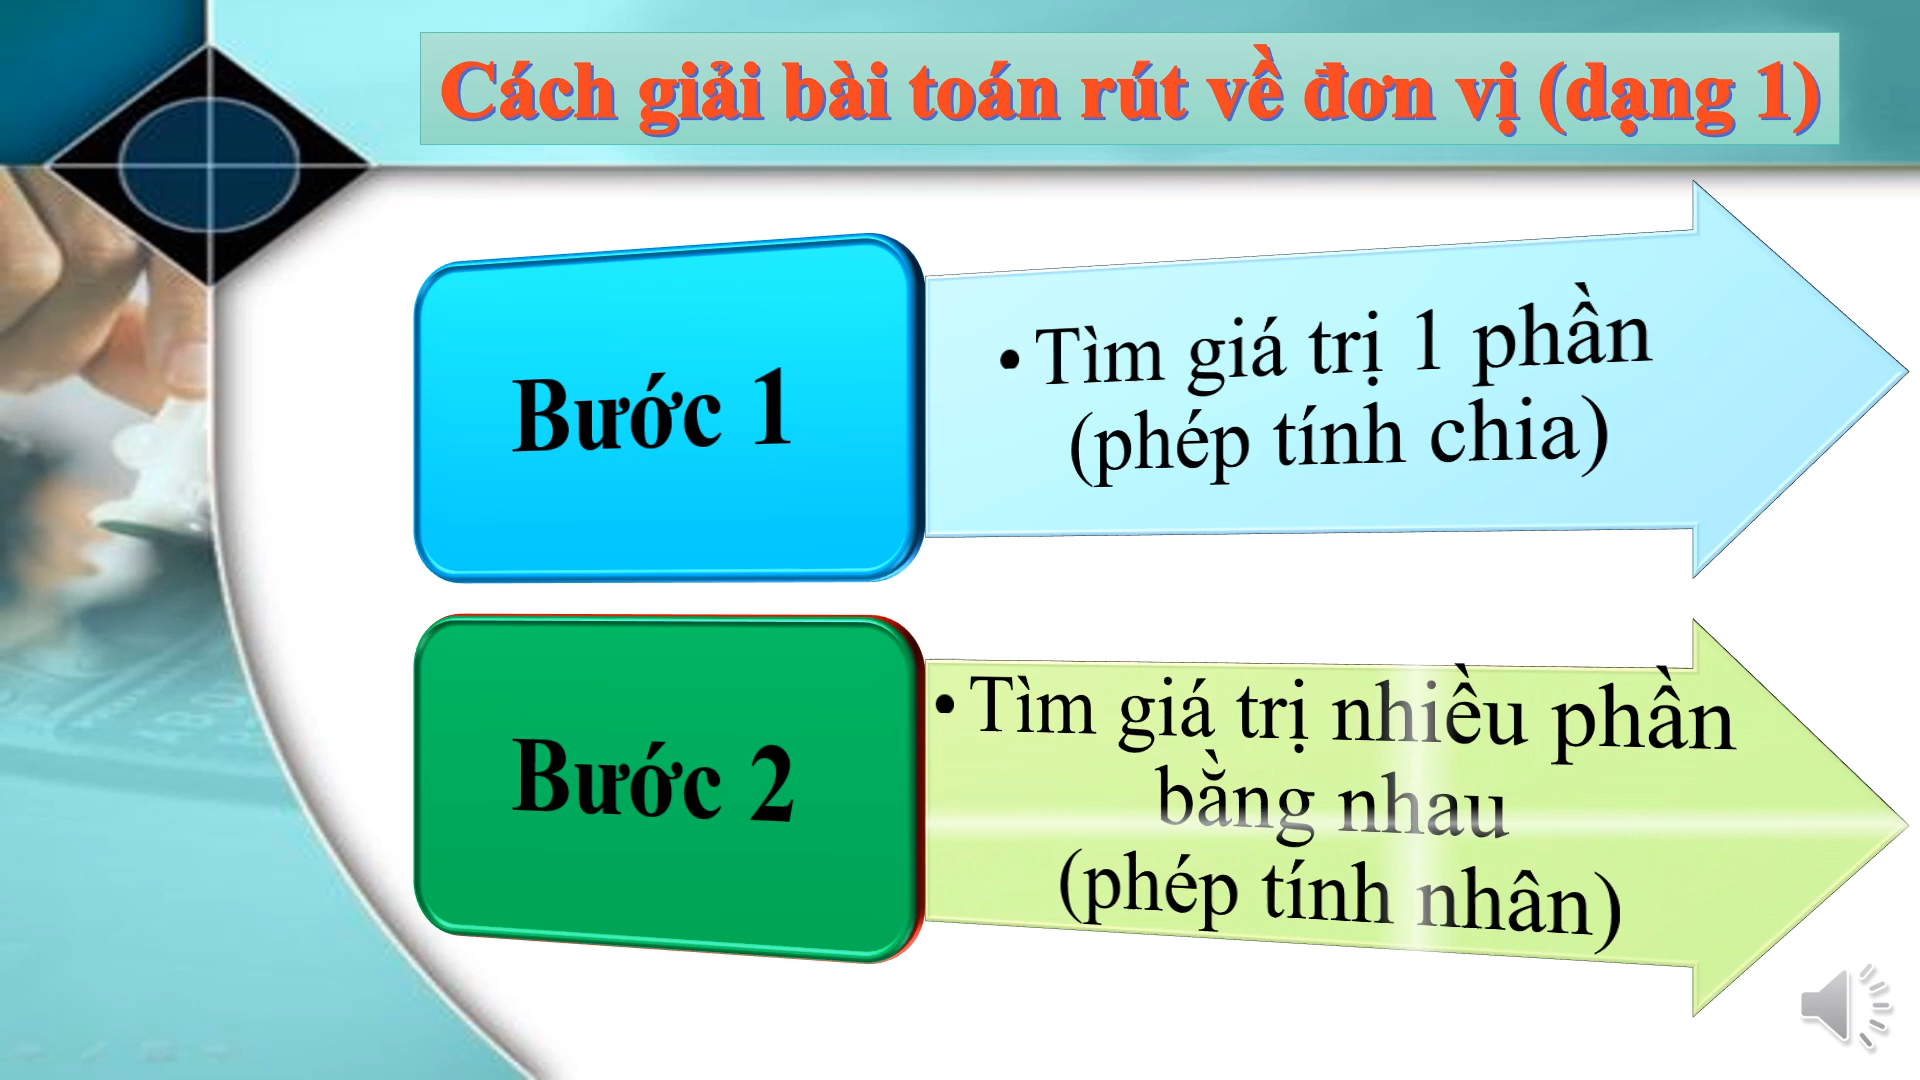 Cách giải bài toán rút về đơn vị (dạng 1)
Bước 1
• Tìm giá trị 1 phần
(phép tính chia)
Bước 2
• Tìm giá trị nhiều phần
bằng nhau
(phép tính nhân)